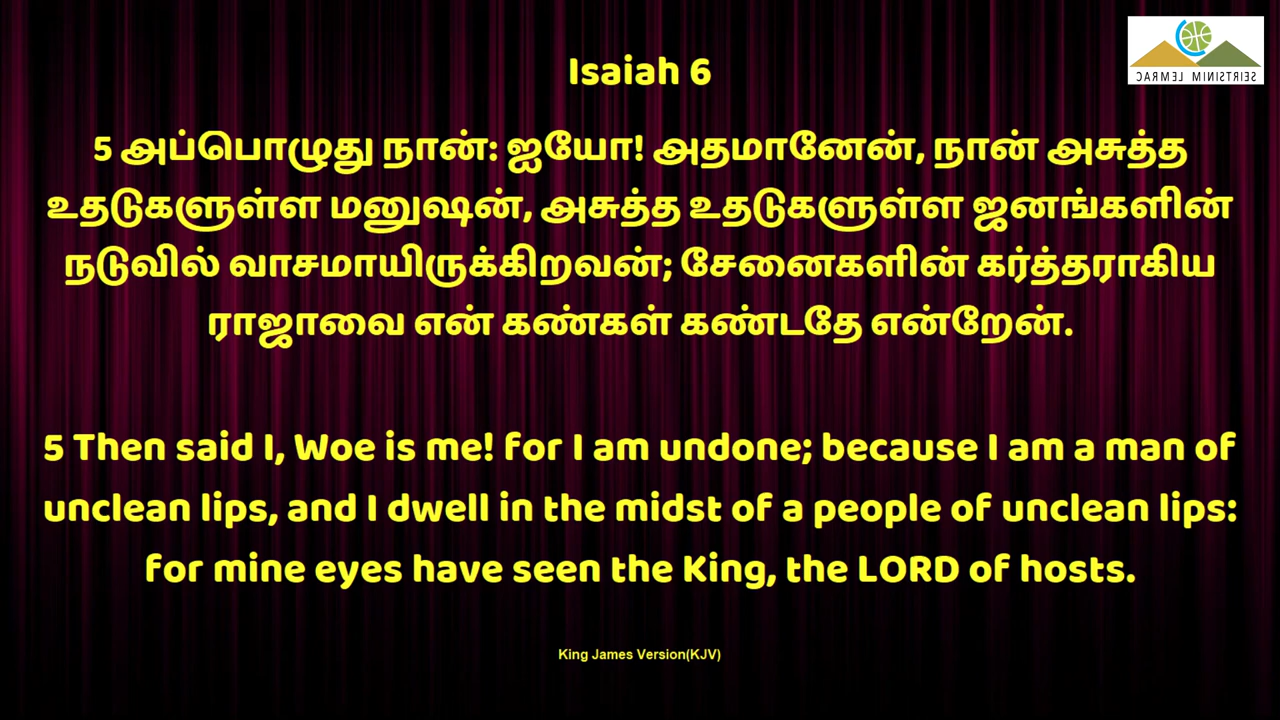 CARMEL MINISTRIES
Isaiah 6
5 அப்பொழுது நான்: ஐயோ! அதமானேன், நான் அசுத்த
உதடுகளுள்ள மனுஷன், அசுத்த உதடுகளுள்ள ஜனங்களின்
நடுவில் வாசமாயிருக்கிறவன்; சேனைகளின் கர்த்தராகிய
ராஜாவை என் கண்கள் கண்டதே என்றேன்.
5 Then said I, Woe is me! for I am undone; because I am a man of
unclean lips, and I dwell in the midst of a people of unclean lips:
for mine eyes have seen the King, the LORD of hosts.
King James Version(KJV)